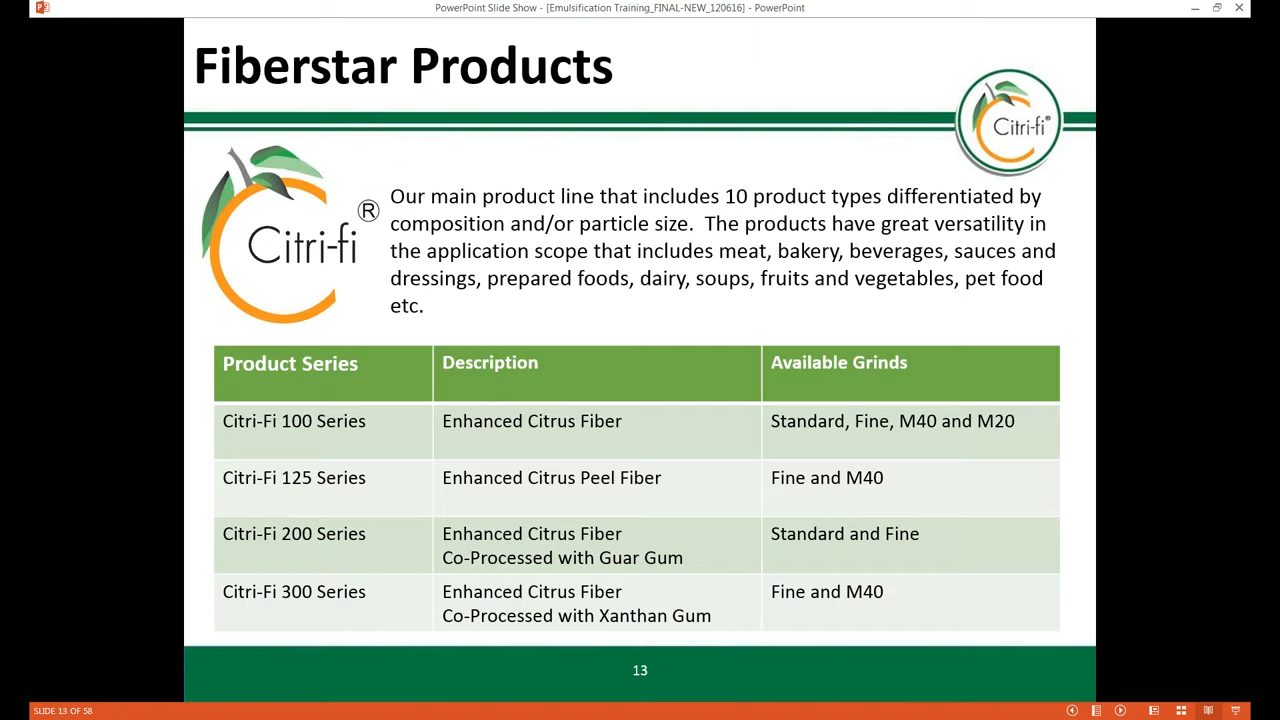 PowerPoint Slide Show - [Emulsification Training_FINAL-NEW_120616] - PowerPoint
Fiberstar Products
Citri-fi®
Citri-fi ®
Our main product line that includes 10 product types differentiated by
composition and/or particle size.  The products have great versatility in
the application scope that includes meat, bakery, beverages, sauces and
dressings, prepared foods, dairy, soups, fruits and vegetables, pet food
etc.
Product Series Description Available Grinds
Citri-Fi 100 Series Enhanced Citrus Fiber Standard, Fine, M40 and M20
Citri-Fi 125 Series Enhanced Citrus Peel Fiber Fine and M40
Citri-Fi 200 Series Enhanced Citrus Fiber Standard and Fine
Co-Processed with Guar Gum
Citri-Fi 300 Series Enhanced Citrus Fiber Fine and M40
Co-Processed with Xanthan Gum
13
SLIDE 13 OF 58